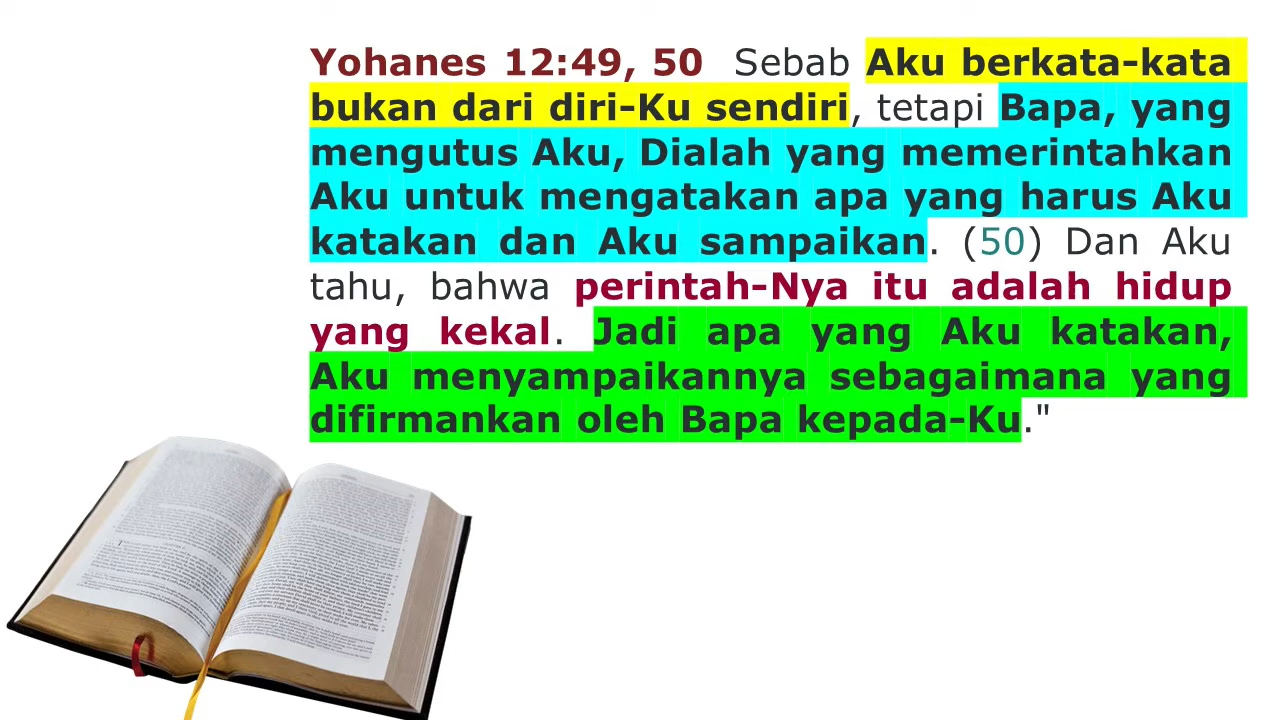 Yohanes 12:49, 50  Sebab Aku berkata-kata
bukan dari diri-Ku sendiri, tetapi Bapa, yang
mengutus Aku, Dialah yang memerintahkan
Aku untuk mengatakan apa yang harus Aku
katakan dan Aku sampaikan. (50) Dan Aku
tahu, bahwa perintah-Nya itu adalah hidup
yang kekal. Jadi apa yang Aku katakan,
Aku menyampaikannya sebagaimana yang
difirmankan oleh Bapa kepada-Ku."